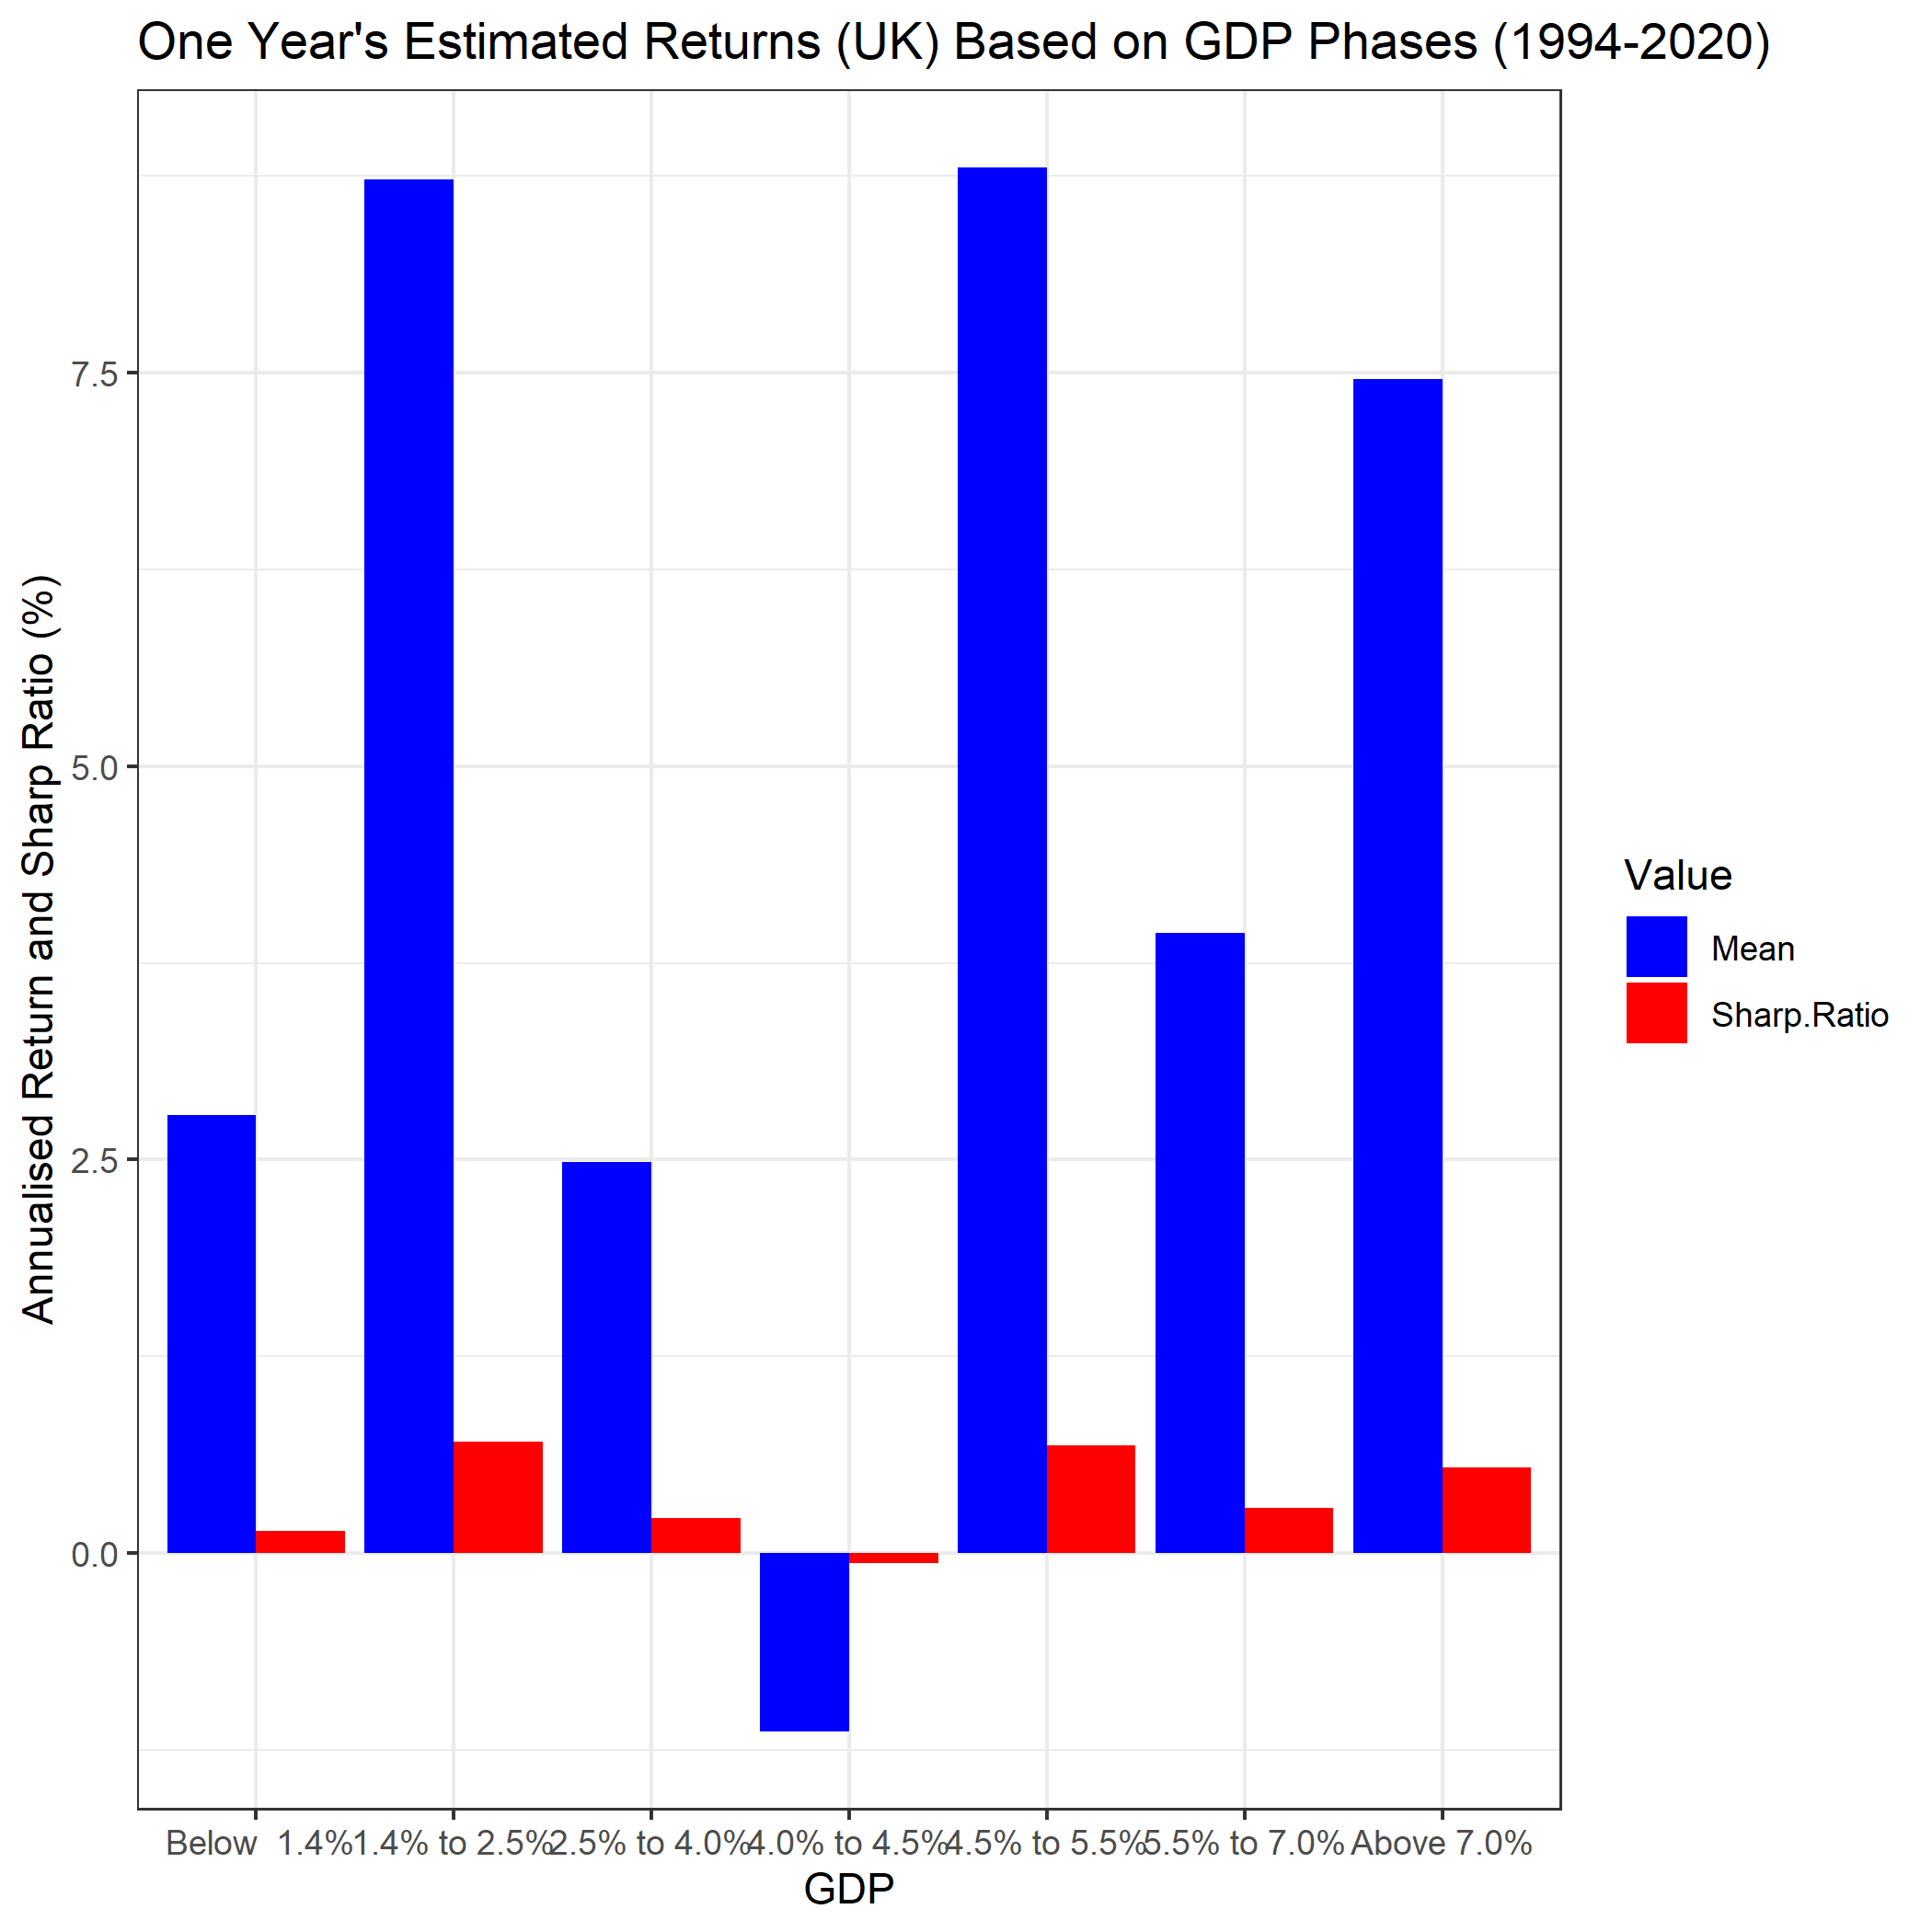 One Year's Estimated Returns (UK) Based on GDP Phases (1994-2020)
Annualised Return and Sharp Ratio (%)
7.5
5.0
2.5
0.0
Below  1.4% 1.4% to 2.5% 2.5% to 4.0% 4.0% to 4.5% 4.5% to 5.5% 5.5% to 7.0% Above 7.0%
GDP
Value
Mean
Sharp.Ratio